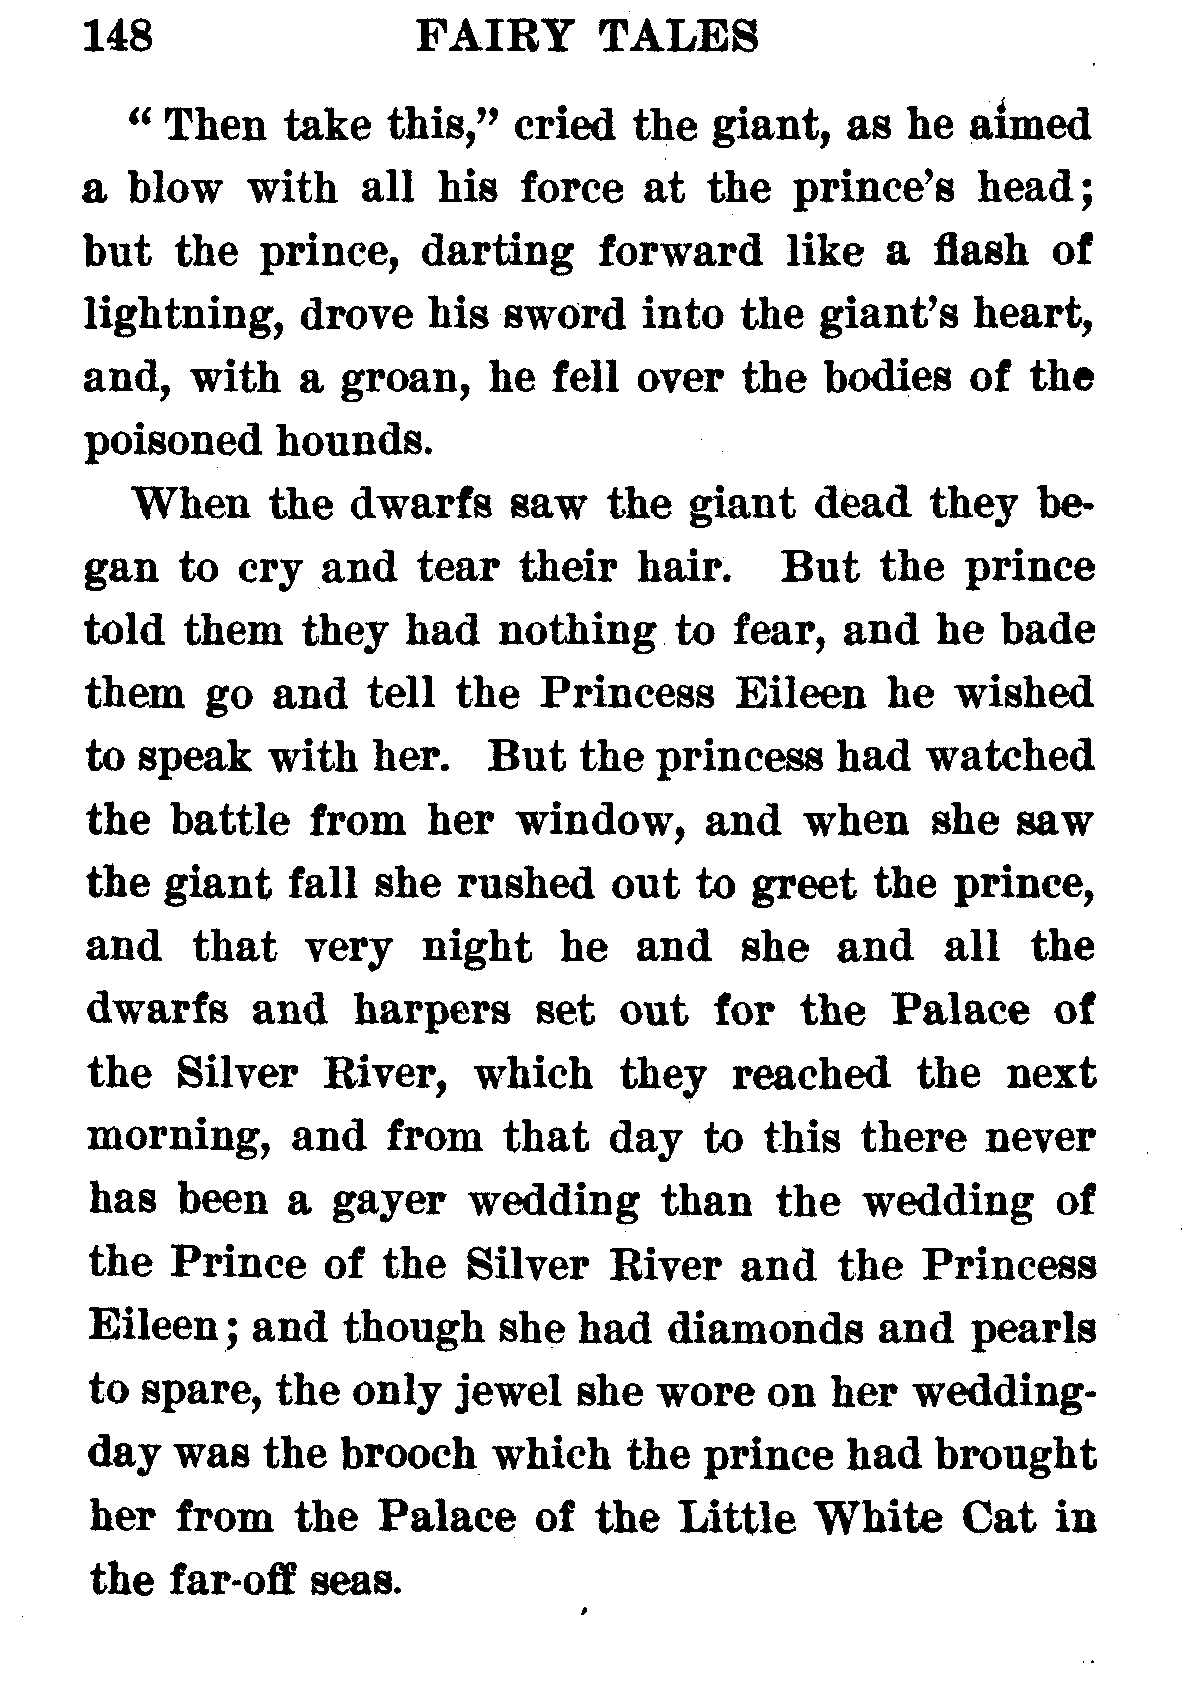 148 FAIRY TALES
“ Then take this,” cried the giant, as he aimed
a blow with all his force at the prince’s head;
but the prince, darting forward like a flash of
lightning, drove his sword into the giant’s heart,
and, with a groan, he fell over the bodies of the
poisoned hounds.
When the dwarfs saw the giant dead they be-
gan to cry and tear their hair. But the prince
told them they had nothing to fear, and he bade
them go and tell the Princess Eileen he wished
to speak with her. But the princess had watched
the battle from her window, and when she saw
the giant fall she rushed out to greet the prince,
and that very night he and she and all the
dwarfs and harpers set out for the Palace of
the Silver River, which they reached the next
morning, and from that day to this there never
has been a gayer wedding than the wedding of
the Prince of the Silver River and the Princess
Eileen; and though she had diamonds and pearls
to spare, the only jewel she wore on her wedding-
day was the brooch which the prince had brought
her from the Palace of the Little White Cat in
the far-off seas.